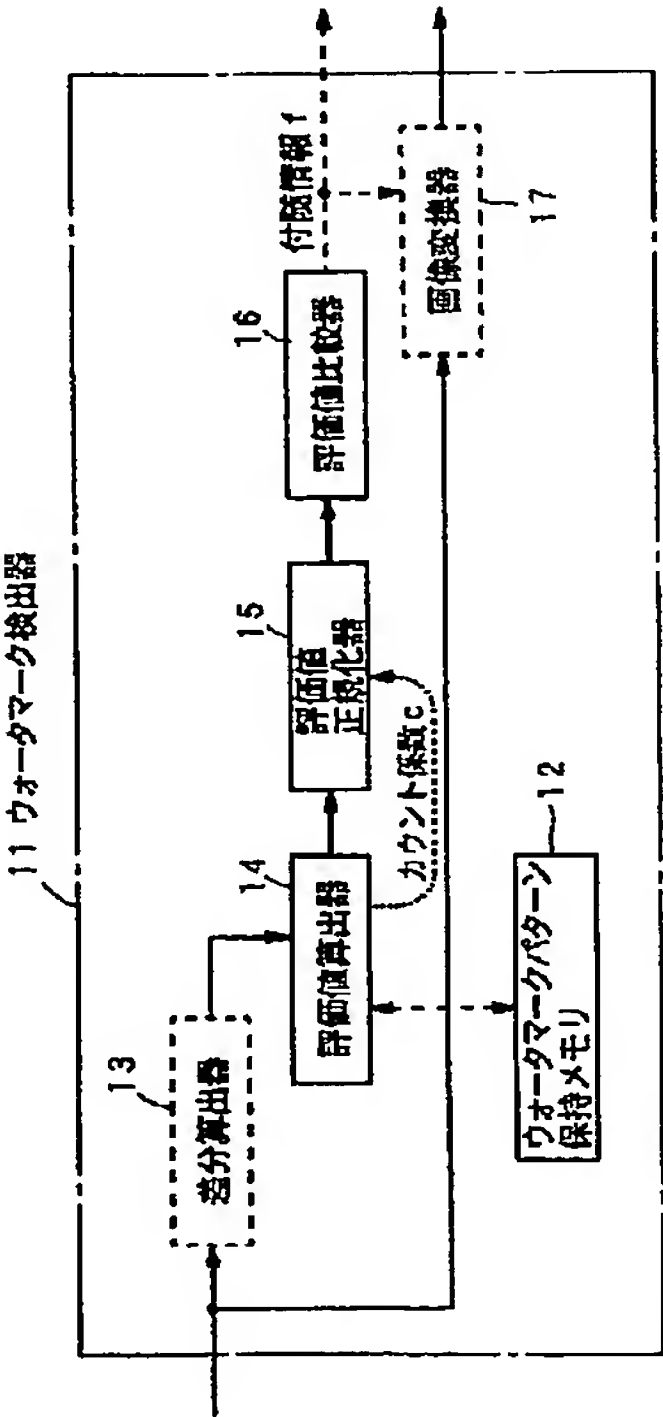 11 ウォータマーク検出器
13
差分算出器
14
評価値算出器
15
評価値
正規化器
16
評価値比較器
付随情報f
カウント係数c
12
ウォータマークパターン
保持メモリ
画像変換器
17